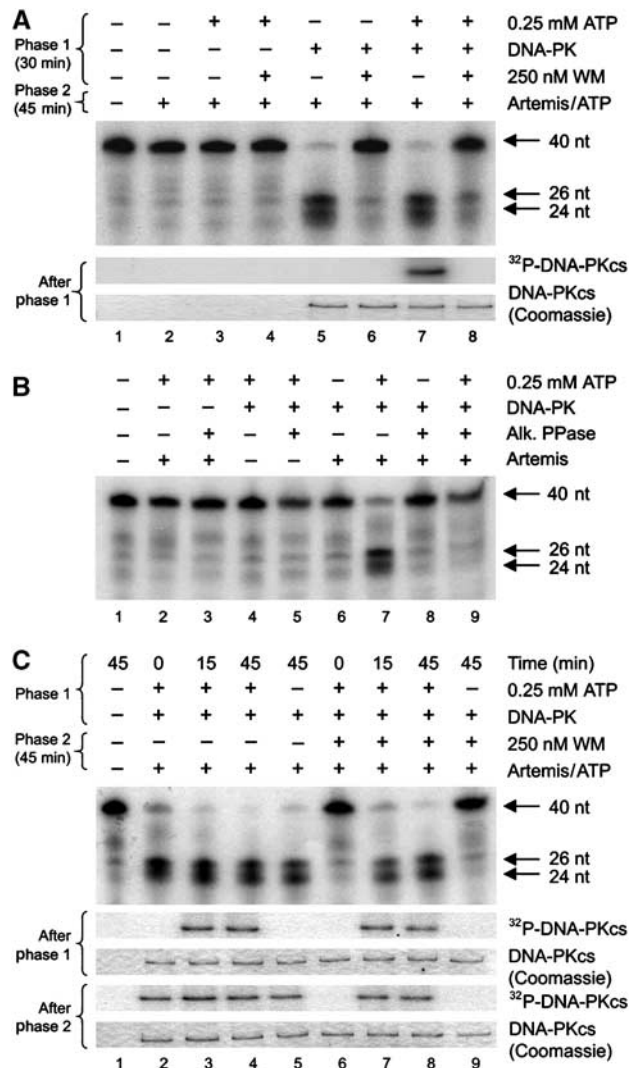 A
Phase 1 (30 min)
– – + + – – + + 0.25 mM ATP
– – – – + + + + DNA-PK
– – – + – + – + 250 nM WM
Phase 2 (45 min)
– + + + + + + + Artemis/ATP
40 nt
26 nt
24 nt
After phase 1
32P-DNA-PKcs
DNA-PKcs (Coomassie)
1 2 3 4 5 6 7 8
B
– + + + + – + – + 0.25 mM ATP
– – – + + + + + + DNA-PK
– – + – + – – + + Alk. PPase
– + + – – + + + + Artemis
40 nt
26 nt
24 nt
1 2 3 4 5 6 7 8 9
C
Phase 1
45 0 15 45 45 0 15 45 45 Time (min)
– + + + – + + + – 0.25 mM ATP
– + + + + + + + + DNA-PK
Phase 2 (45 min)
– – – – – + + + + 250 nM WM
– + + + + + + + + Artemis/ATP
40 nt
26 nt
24 nt
After phase 1
32P-DNA-PKcs
DNA-PKcs (Coomassie)
After phase 2
32P-DNA-PKcs
DNA-PKcs (Coomassie)
1 2 3 4 5 6 7 8 9